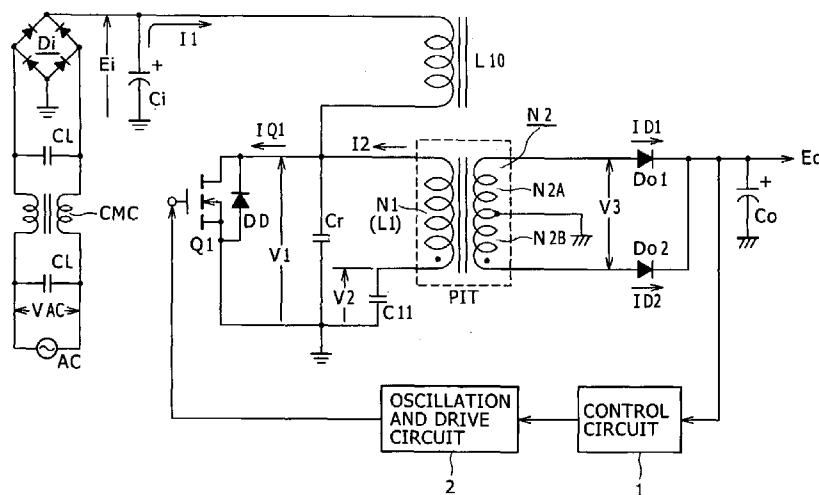 Di
Ei
+
Ci
I1
L10
CL
CMC
CL
VAC
AC
IQ1
I2
N2
ID1
Eo
Do1
+
Co
N2A
N1
(L1)
V3
N2B
Do2
ID2
DD
Q1
V1
Cr
V2
C11
PIT
OSCILLATION
AND DRIVE
CIRCUIT
2
CONTROL
CIRCUIT
1